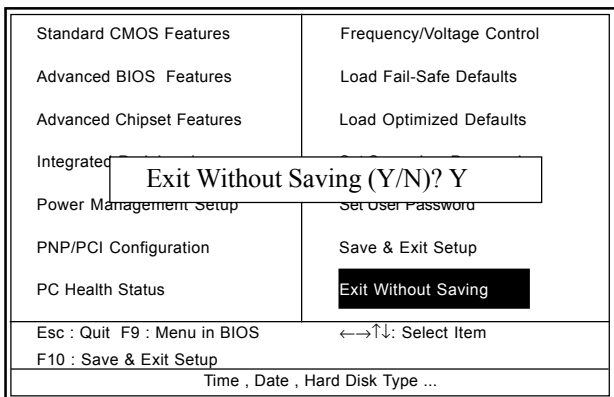 Standard CMOS Features
Advanced BIOS Features
Advanced Chipset Features
Integrated
Power Management Setup
PNP/PCI Configuration
PC Health Status
Frequency/Voltage Control
Load Fail-Safe Defaults
Load Optimized Defaults
Set User Password
Save & Exit Setup
Exit Without Saving
Exit Without Saving (Y/N)? Y
Esc : Quit F9 : Menu in BIOS
F10 : Save & Exit Setup
←→↑↓: Select Item
Time , Date , Hard Disk Type ...